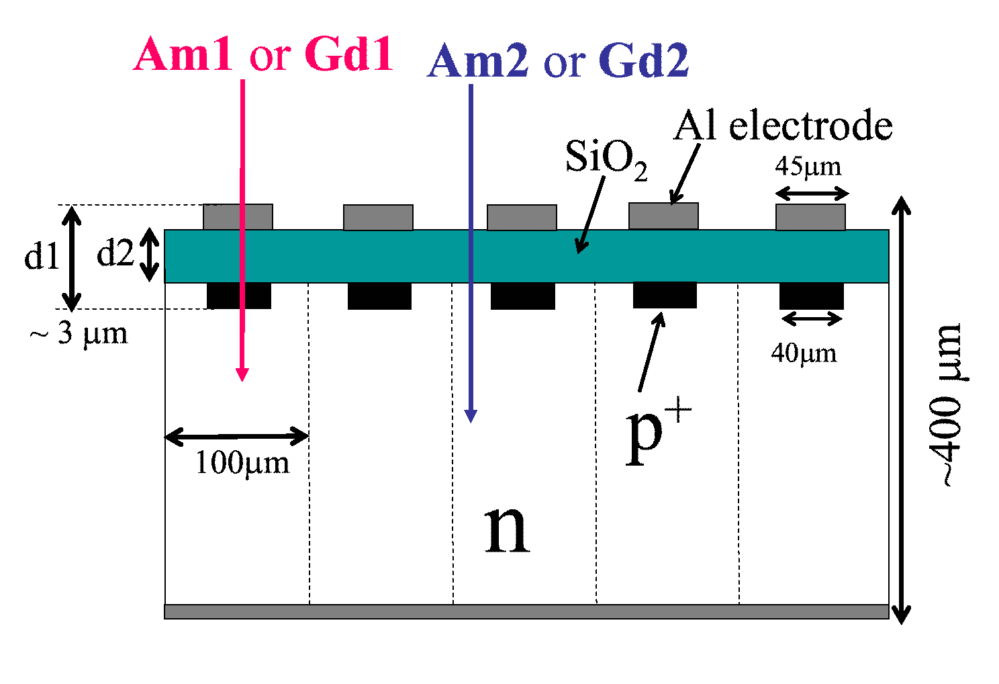 Am1 or Gd1
Am2 or Gd2
Al electrode
SiO₂
45μm
d1
d2
~ 3 μm
40μm
p⁺
100μm
n
~400 μm